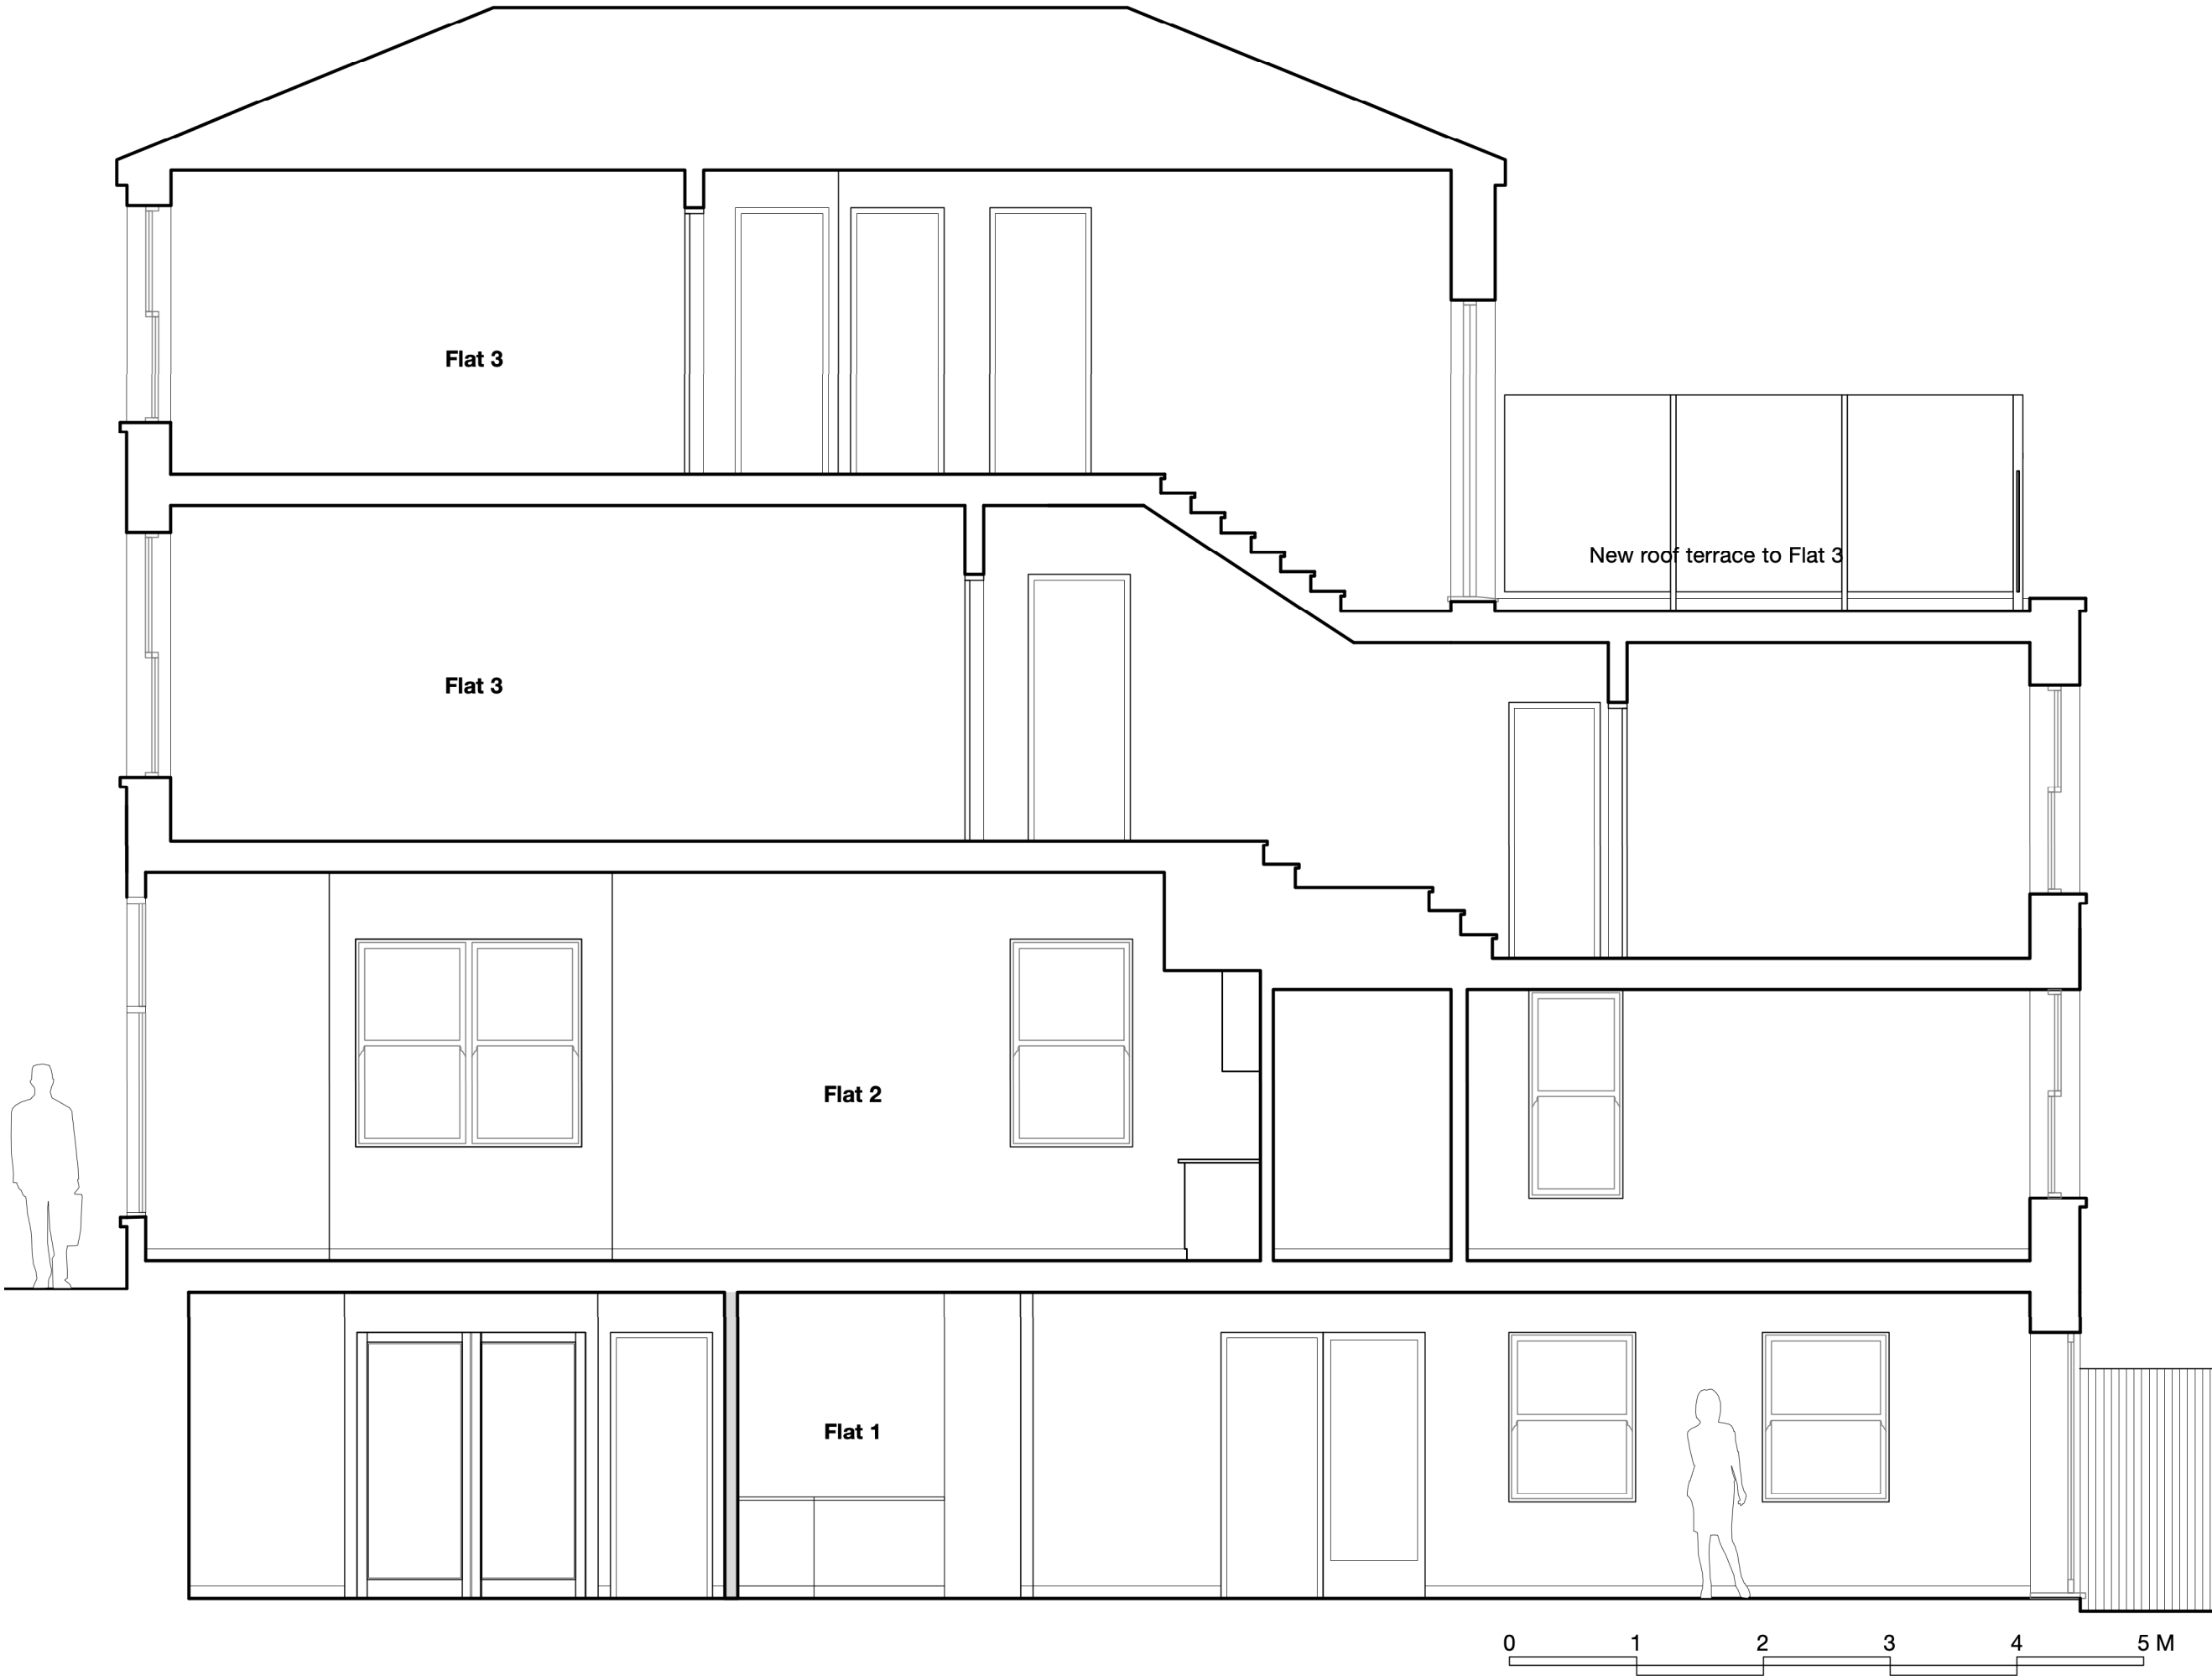 Flat 3
New roof terrace to Flat 3
Flat 3
Flat 2
Flat 1
0 1 2 3 4 5 M